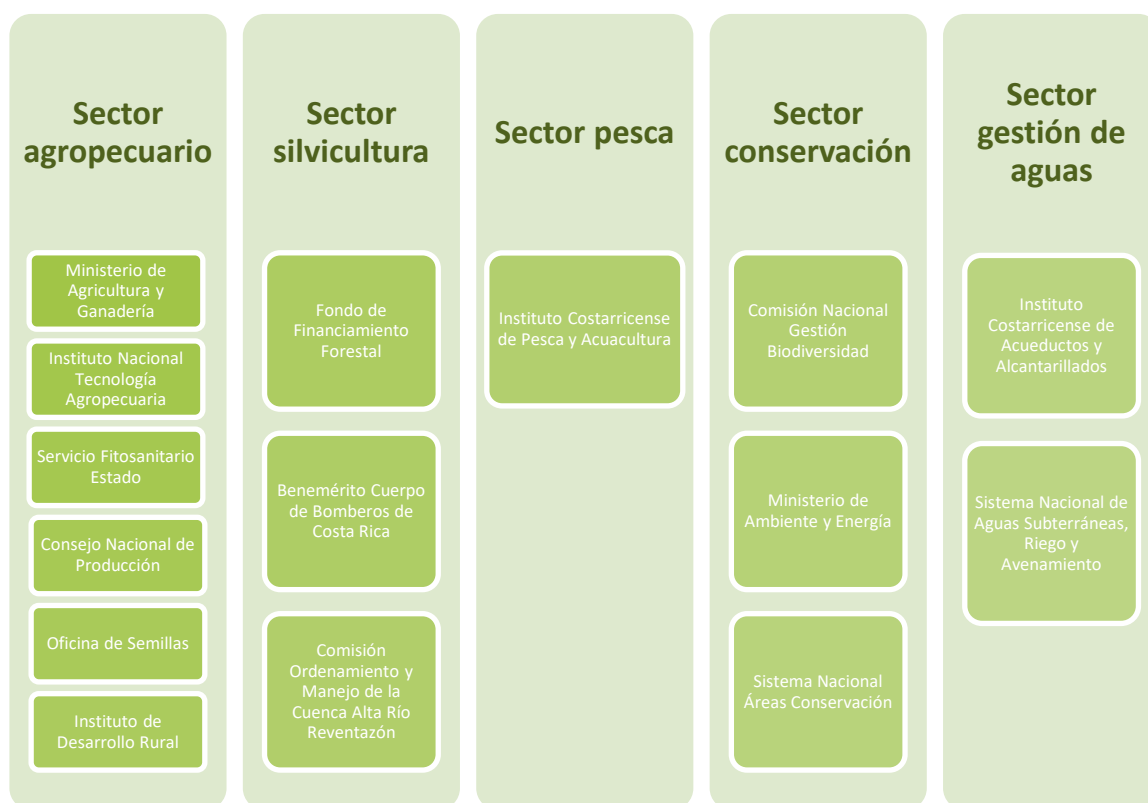 Sector
agropecuario
Ministerio de
Agricultura y
Ganadería
Instituto Nacional
Tecnología
Agropecuaria
Servicio Fitosanitario
Estado
Consejo Nacional de
Producción
Oficina de Semillas
Instituto de
Desarrollo Rural
Sector
silvicultura
Fondo de
Financiamiento
Forestal
Benemérito Cuerpo
de Bomberos de
Costa Rica
Comisión
Ordenamiento y
Manejo de la
Cuenca Alta Río
Reventazón
Sector pesca
Instituto Costarricense
de Pesca y Acuacultura
Sector
conservación
Comisión Nacional
Gestión
Biodiversidad
Ministerio de
Ambiente y Energía
Sistema Nacional
Áreas Conservación
Sector
gestión de
aguas
Instituto
Costarricense de
Acueductos y
Alcantarillados
Sistema Nacional de
Aguas Subterráneas,
Riego y
Avenamiento